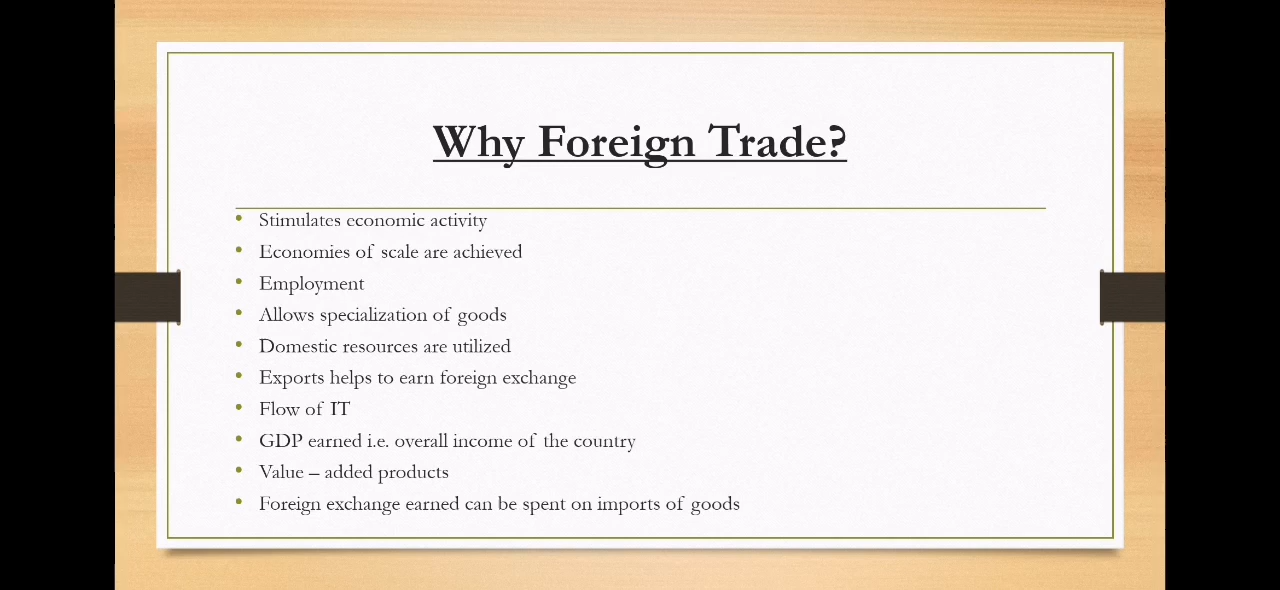 Why Foreign Trade?
Stimulates economic activity
Economies of scale are achieved
Employment
Allows specialization of goods
Domestic resources are utilized
Exports helps to earn foreign exchange
Flow of IT
GDP earned i.e. overall income of the country
Value – added products
Foreign exchange earned can be spent on imports of goods